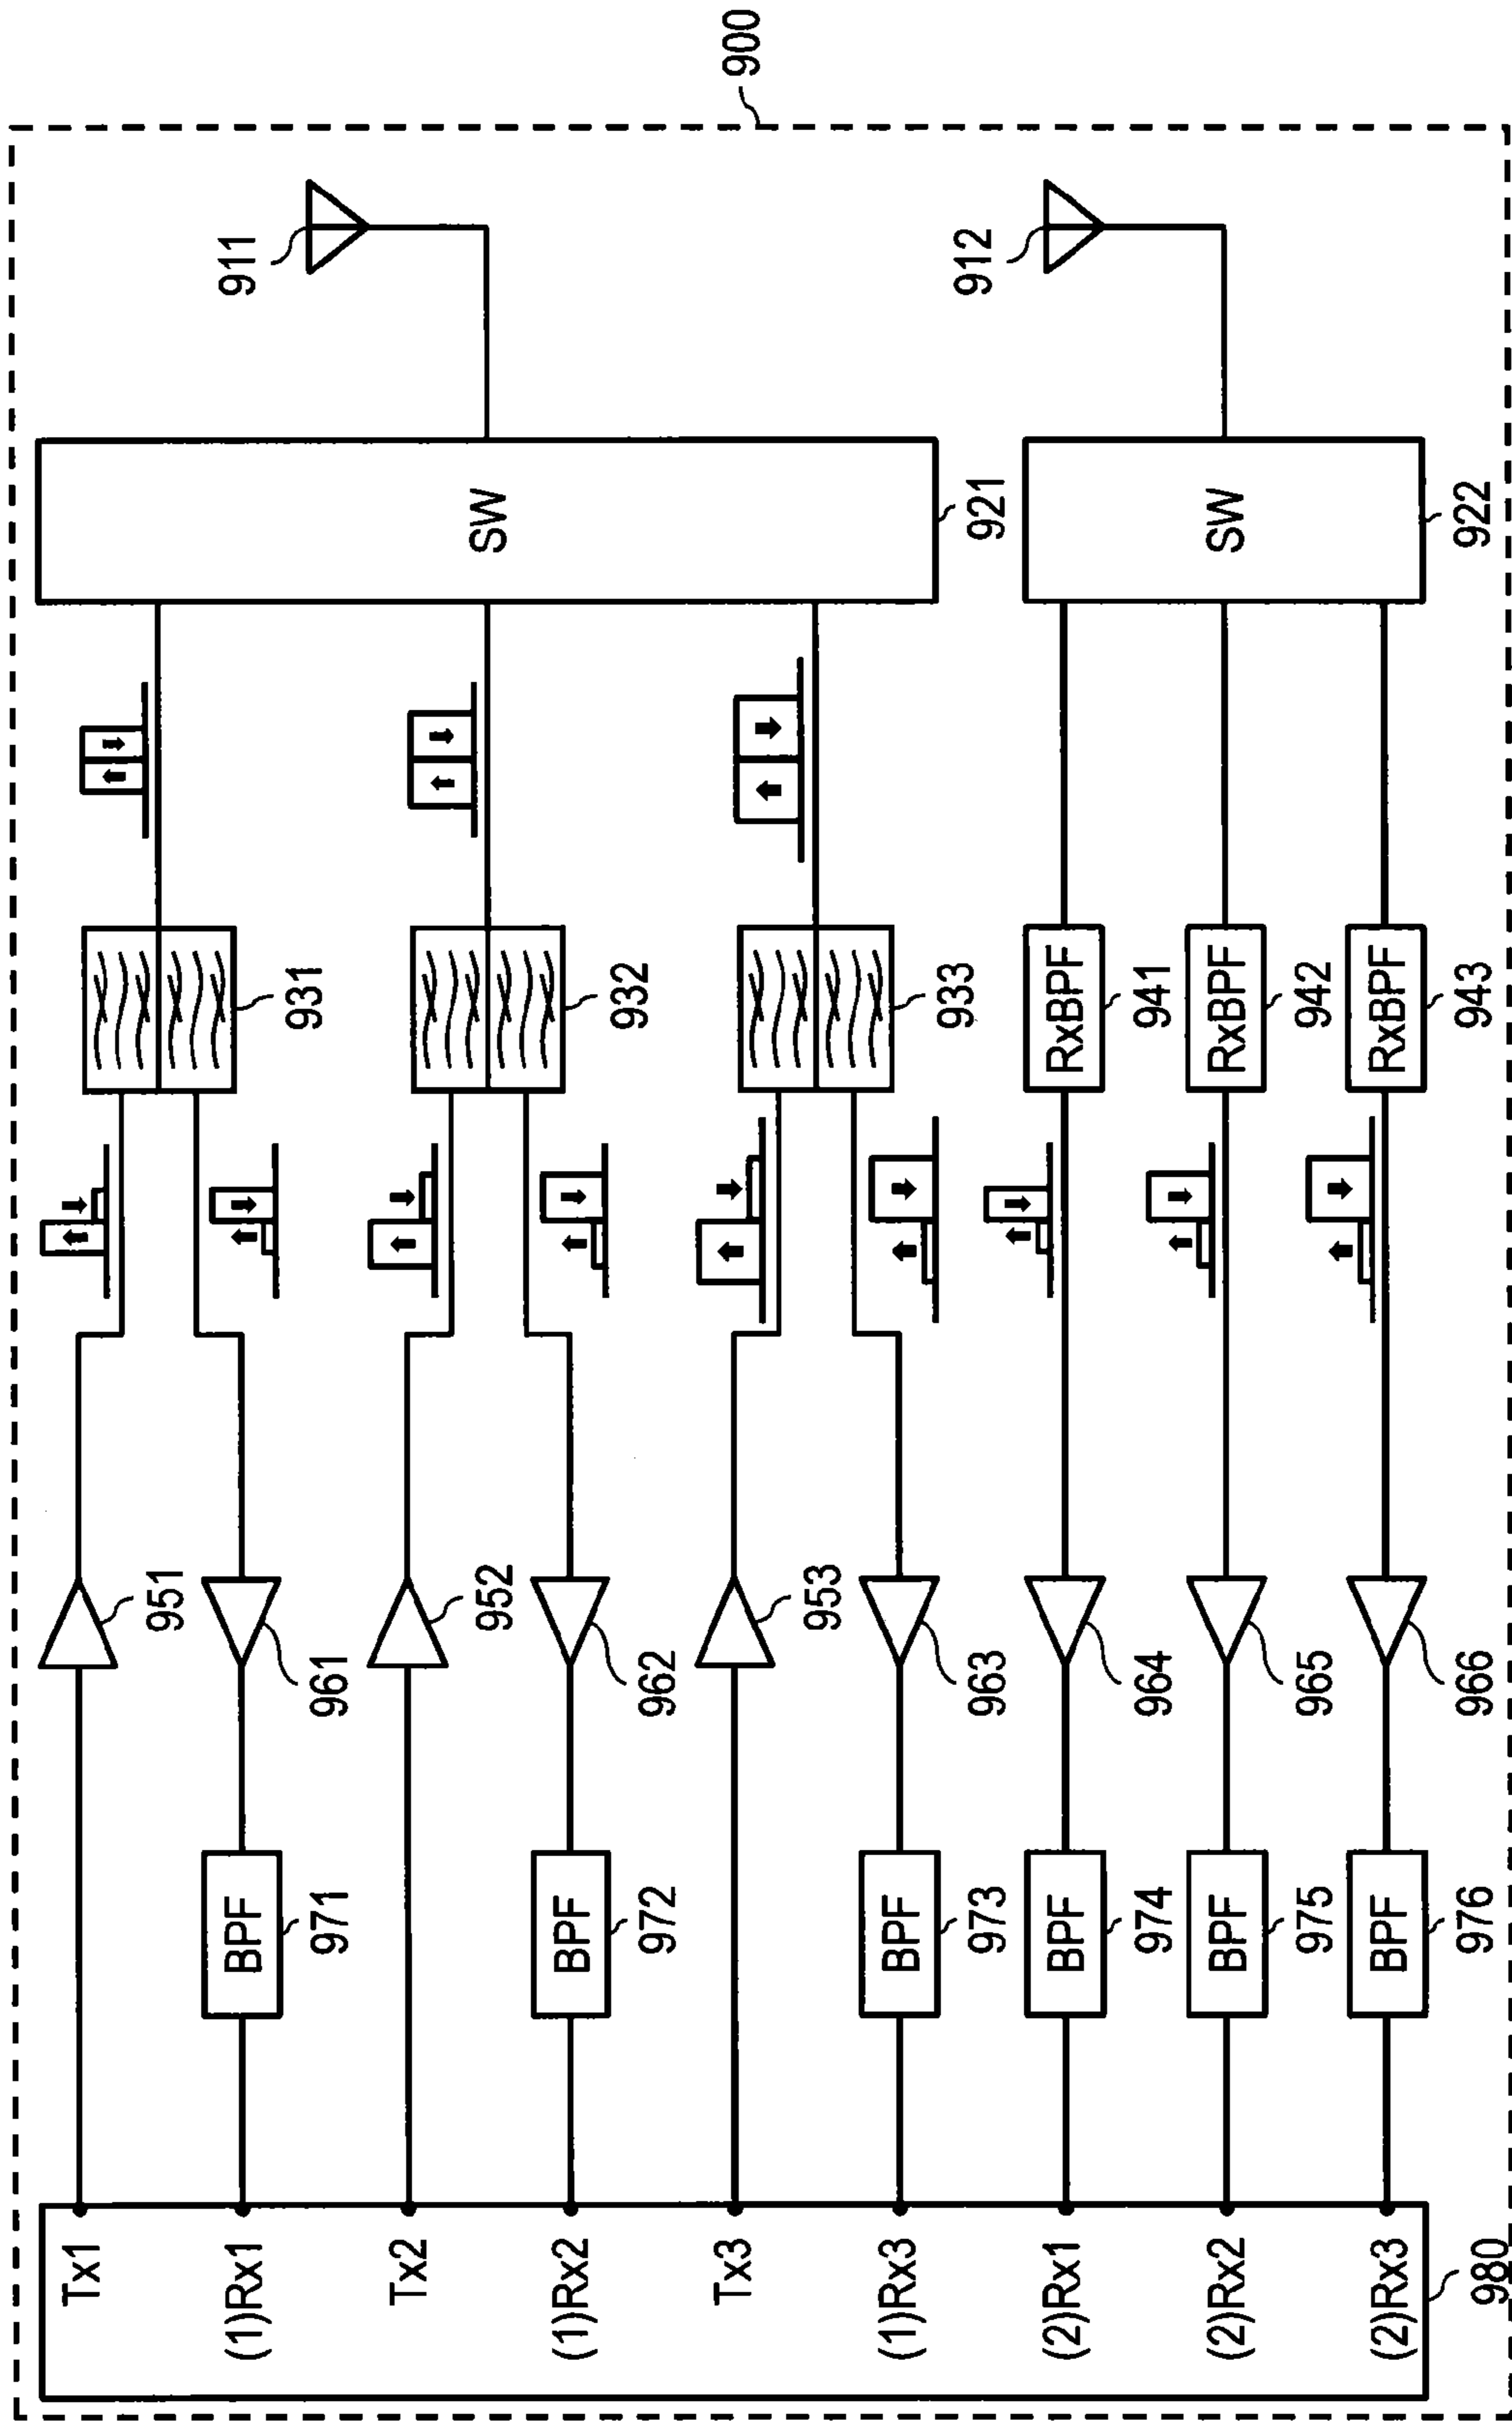 900
911
912
SW
921
SW
922
931
932
933
RxBPF
941
RxBPF
942
RxBPF
943
951
961
952
962
953
963
964
965
966
BPF
971
BPF
972
BPF
973
BPF
974
BPF
975
BPF
976
Tx1
(1)Rx1
Tx2
(1)Rx2
Tx3
(1)Rx3
(2)Rx1
(2)Rx2
(2)Rx3
980